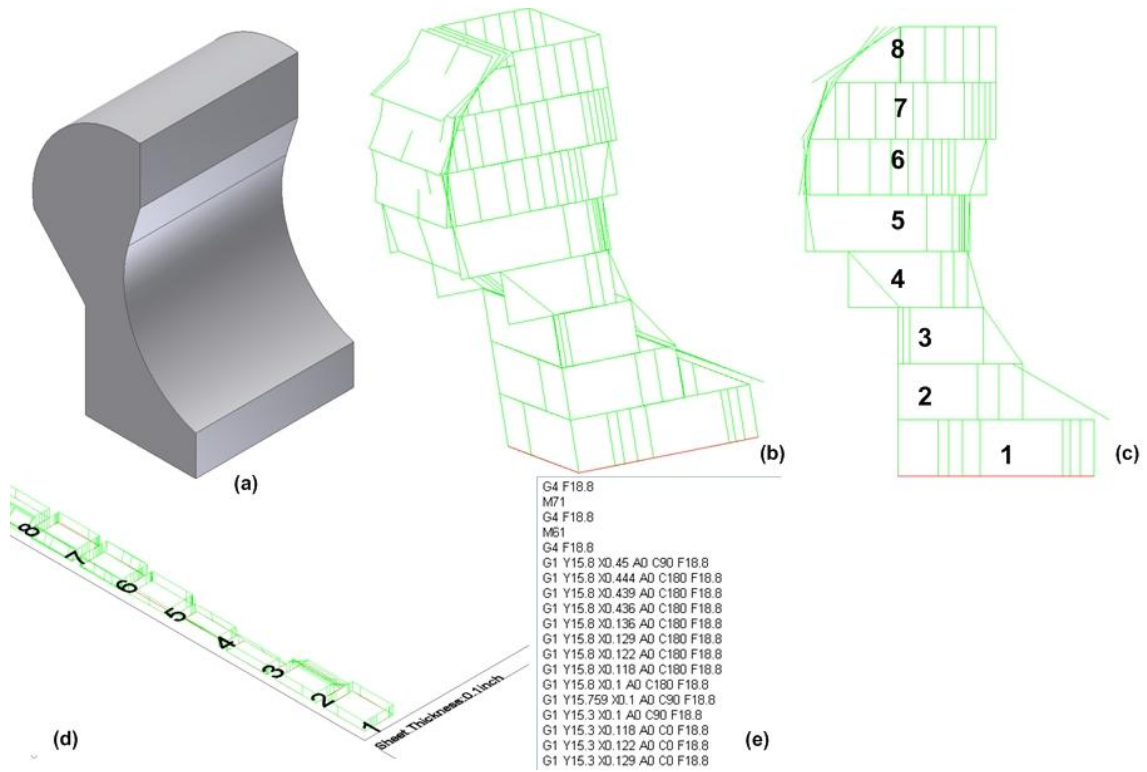 (a)
(b)
8
7
6
5
4
3
2
1
(c)
8
7
6
5
4
3
2
1
Sheet Thickness:0.1inch
(d)
G4 F18.8
M71
G4 F18.8
M61
G4 F18.8
G1 Y15.8 X0.45 A0 C90 F18.8
G1 Y15.8 X0.444 A0 C180 F18.8
G1 Y15.8 X0.439 A0 C180 F18.8
G1 Y15.8 X0.436 A0 C180 F18.8
G1 Y15.8 X0.136 A0 C180 F18.8
G1 Y15.8 X0.129 A0 C180 F18.8
G1 Y15.8 X0.122 A0 C180 F18.8
G1 Y15.8 X0.118 A0 C180 F18.8
G1 Y15.8 X0.1 A0 C180 F18.8
G1 Y15.759 X0.1 A0 C90 F18.8
G1 Y15.3 X0.1 A0 C90 F18.8
G1 Y15.3 X0.118 A0 C0 F18.8
G1 Y15.3 X0.122 A0 C0 F18.8
G1 Y15.3 X0.129 A0 C0 F18.8
(e)